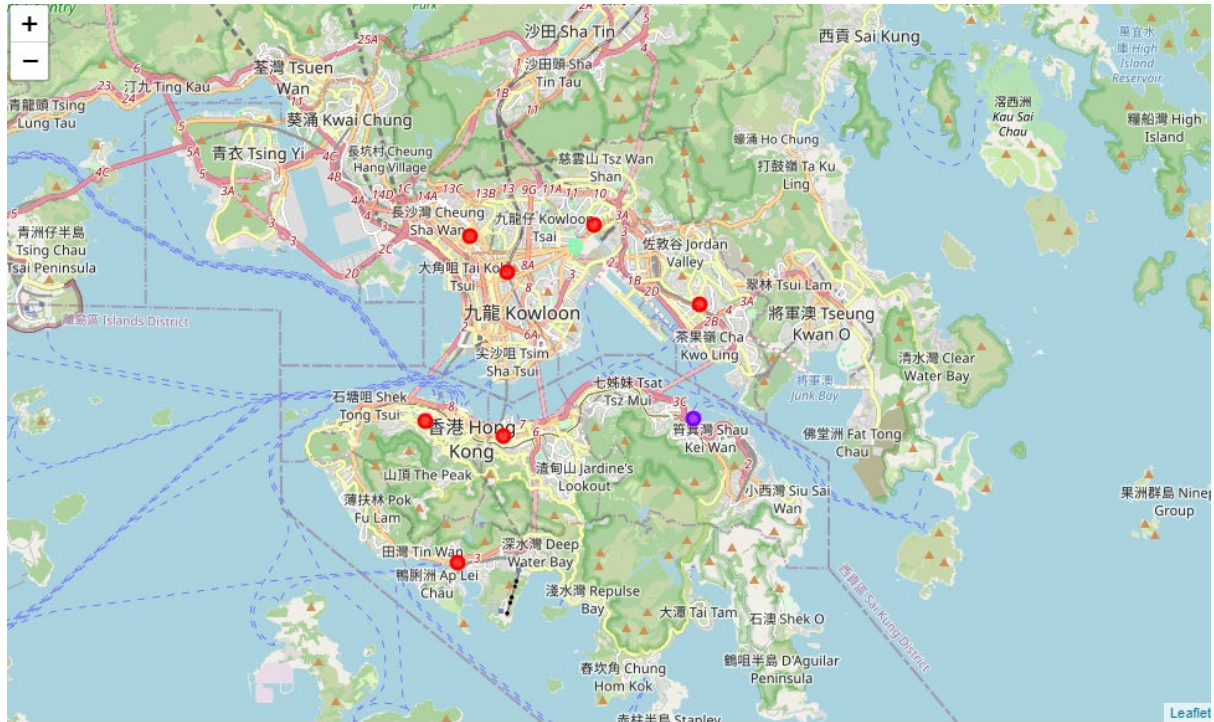 +
−
Country
Park
25A
沙田 Sha Tin
西貢 Sai Kung
萬宜水
庫 High
Island
Reservoir
荃灣 Tsuen
Wan
沙田頭 Sha
Tin Tau
汀九 Ting Kau
青龍頭 Tsing
Lung Tau
滘西洲
Kau Sai
Chau
糧船灣 High
Island
葵涌 Kwai Chung
蠔涌 Ho Chung
青衣 Tsing Yi
長坑村 Cheung
Hang Village
慈雲山 Tsz Wan
Shan
打鼓嶺 Ta Ku
Ling
長沙灣 Cheung
Sha Wan
九龍仔 Kowloon
Tsai
青洲仔半島
Tsing Chau
Tsai Peninsula
佐敦谷 Jordan
Valley
大角咀 Tai Kok
Tsui
翠林 Tsui Lam
九龍 Kowloon
將軍澳 Tseung
Kwan O
離島區 Islands District
茶果嶺 Cha
Kwo Ling
尖沙咀 Tsim
Sha Tsui
清水灣 Clear
Water Bay
七姊妹 Tsat
Tsz Mui
將軍澳
Junk Bay
石塘咀 Shek
Tong Tsui
香港 Hong
Kong
筲箕灣 Shau
Kei Wan
佛堂洲 Fat Tong
Chau
山頂 The Peak
渣甸山 Jardine's
Lookout
小西灣 Siu Sai
Wan
果洲群島 Ninep
Group
薄扶林 Pok
Fu Lam
田灣 Tin Wan
深水灣 Deep
Water Bay
鴨脷洲 Ap Lei
Chau
淺水灣 Repulse
Bay
大潭 Tai Tam
石澳 Shek O
西貢區 Sai Kung District
舂坎角 Chung
Hom Kok
鶴咀半島 D'Aguilar
Peninsula
赤柱半島 Stanley
Leaflet